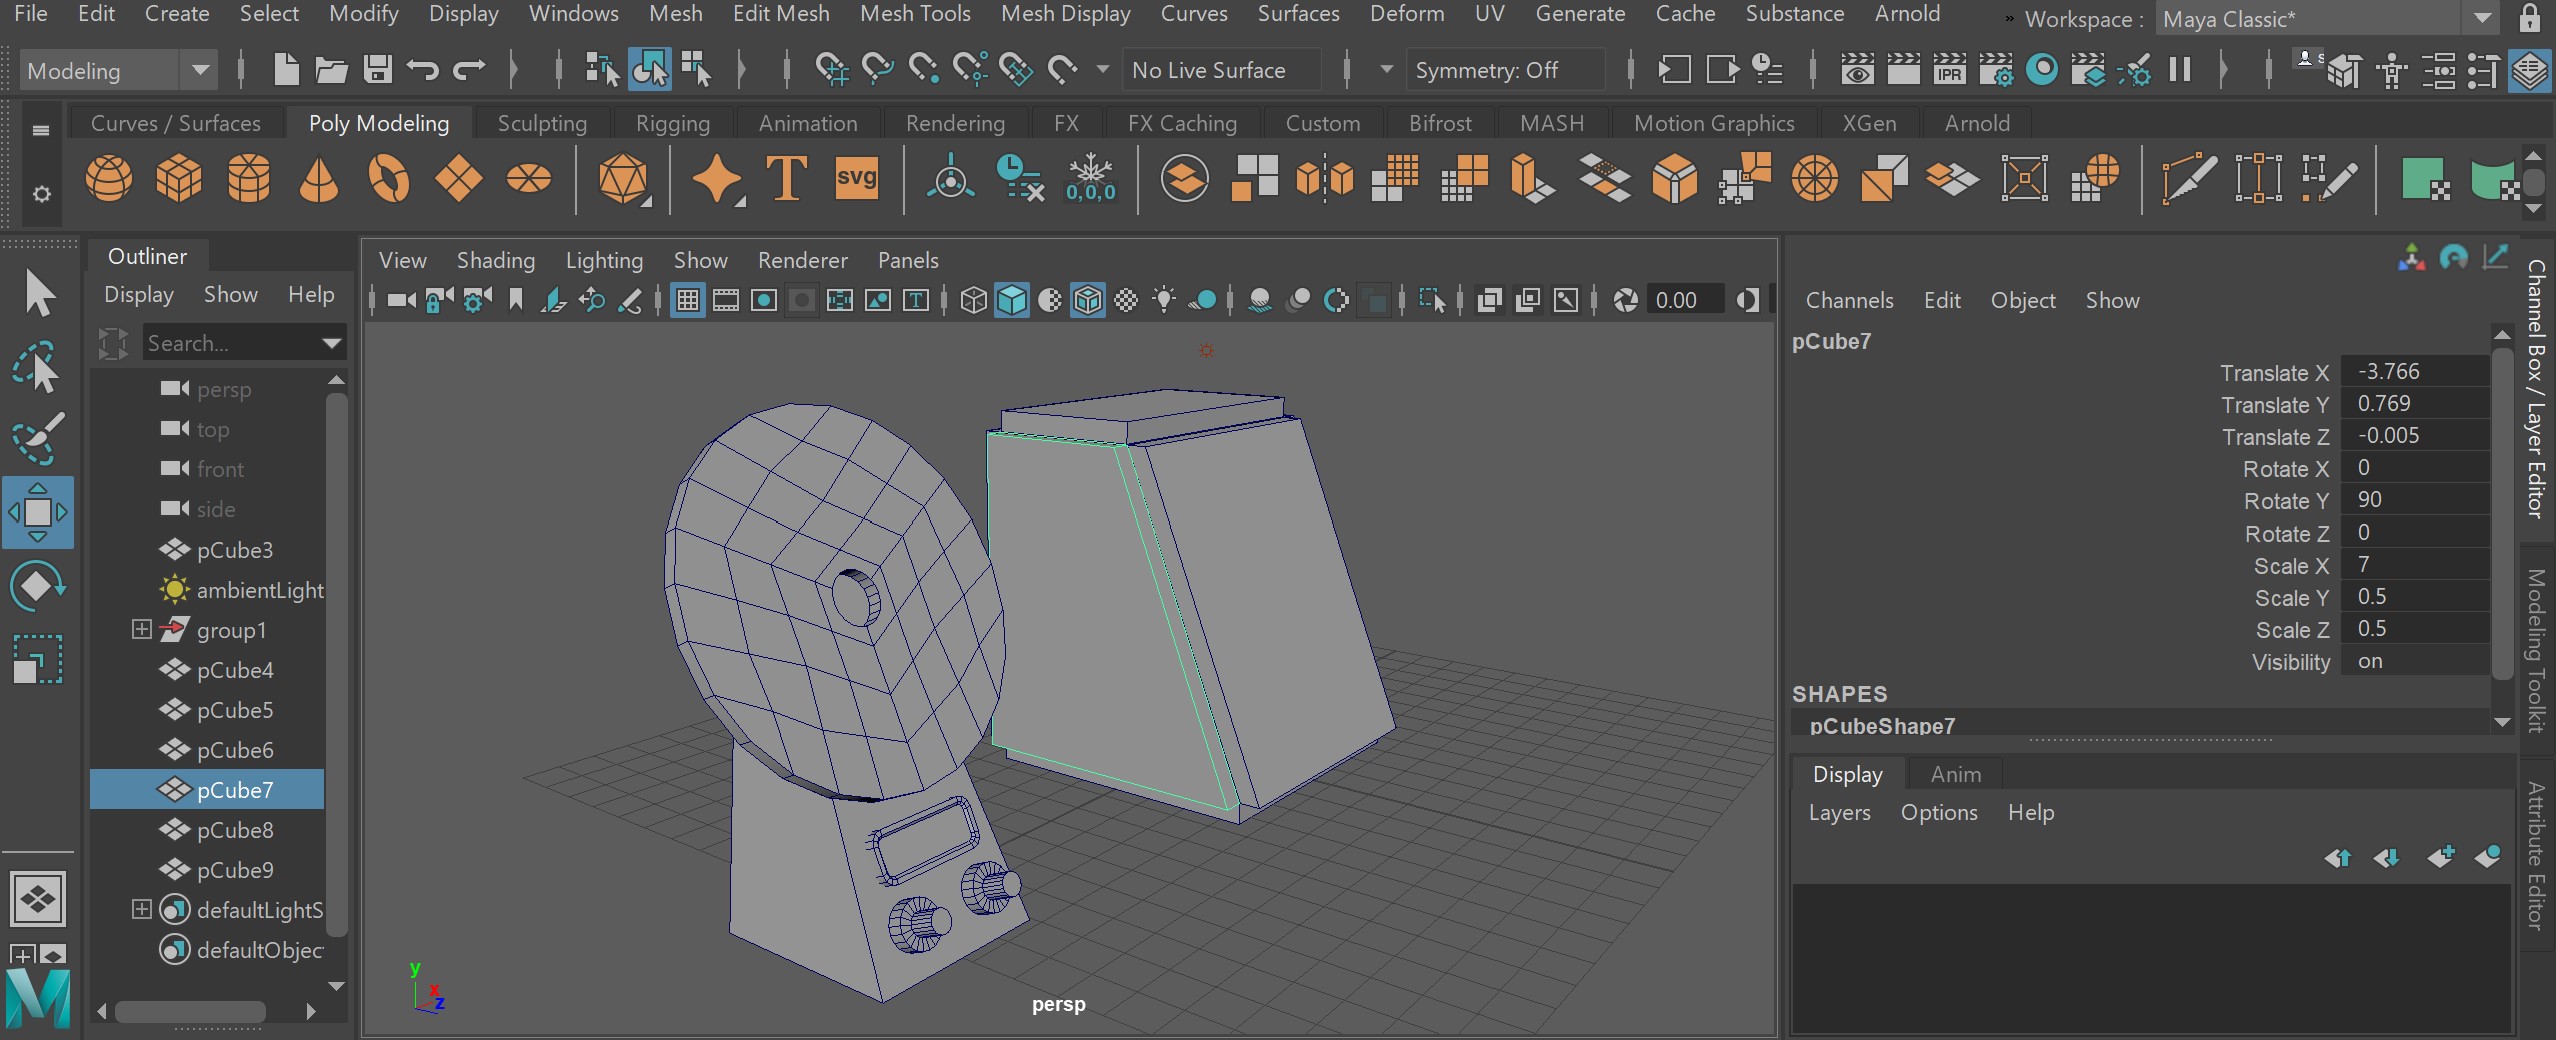 File Edit Create Select Modify Display Windows Mesh Edit Mesh Mesh Tools Mesh Display Curves Surfaces Deform UV Generate Cache Substance Arnold » Workspace : Maya Classic*
Modeling No Live Surface Symmetry: Off IPR s
Curves / Surfaces Poly Modeling Sculpting Rigging Animation Rendering FX FX Caching Custom Bifrost MASH Motion Graphics XGen Arnold
T svg 0,0,0
Outliner
Display Show Help
Search...
persp
top
front
side
pCube3
ambientLight
group1
pCube4
pCube5
pCube6
pCube7
pCube8
pCube9
defaultLightS
defaultObjec
M
View Shading Lighting Show Renderer Panels
T 0.00
y
x
z
persp
Channels Edit Object Show
pCube7
Translate X -3.766
Translate Y 0.769
Translate Z -0.005
Rotate X 0
Rotate Y 90
Rotate Z 0
Scale X 7
Scale Y 0.5
Scale Z 0.5
Visibility on
SHAPES
pCubeShape7
Display Anim
Layers Options Help
Channel Box / Layer Editor
Modeling Toolkit
Attribute Editor